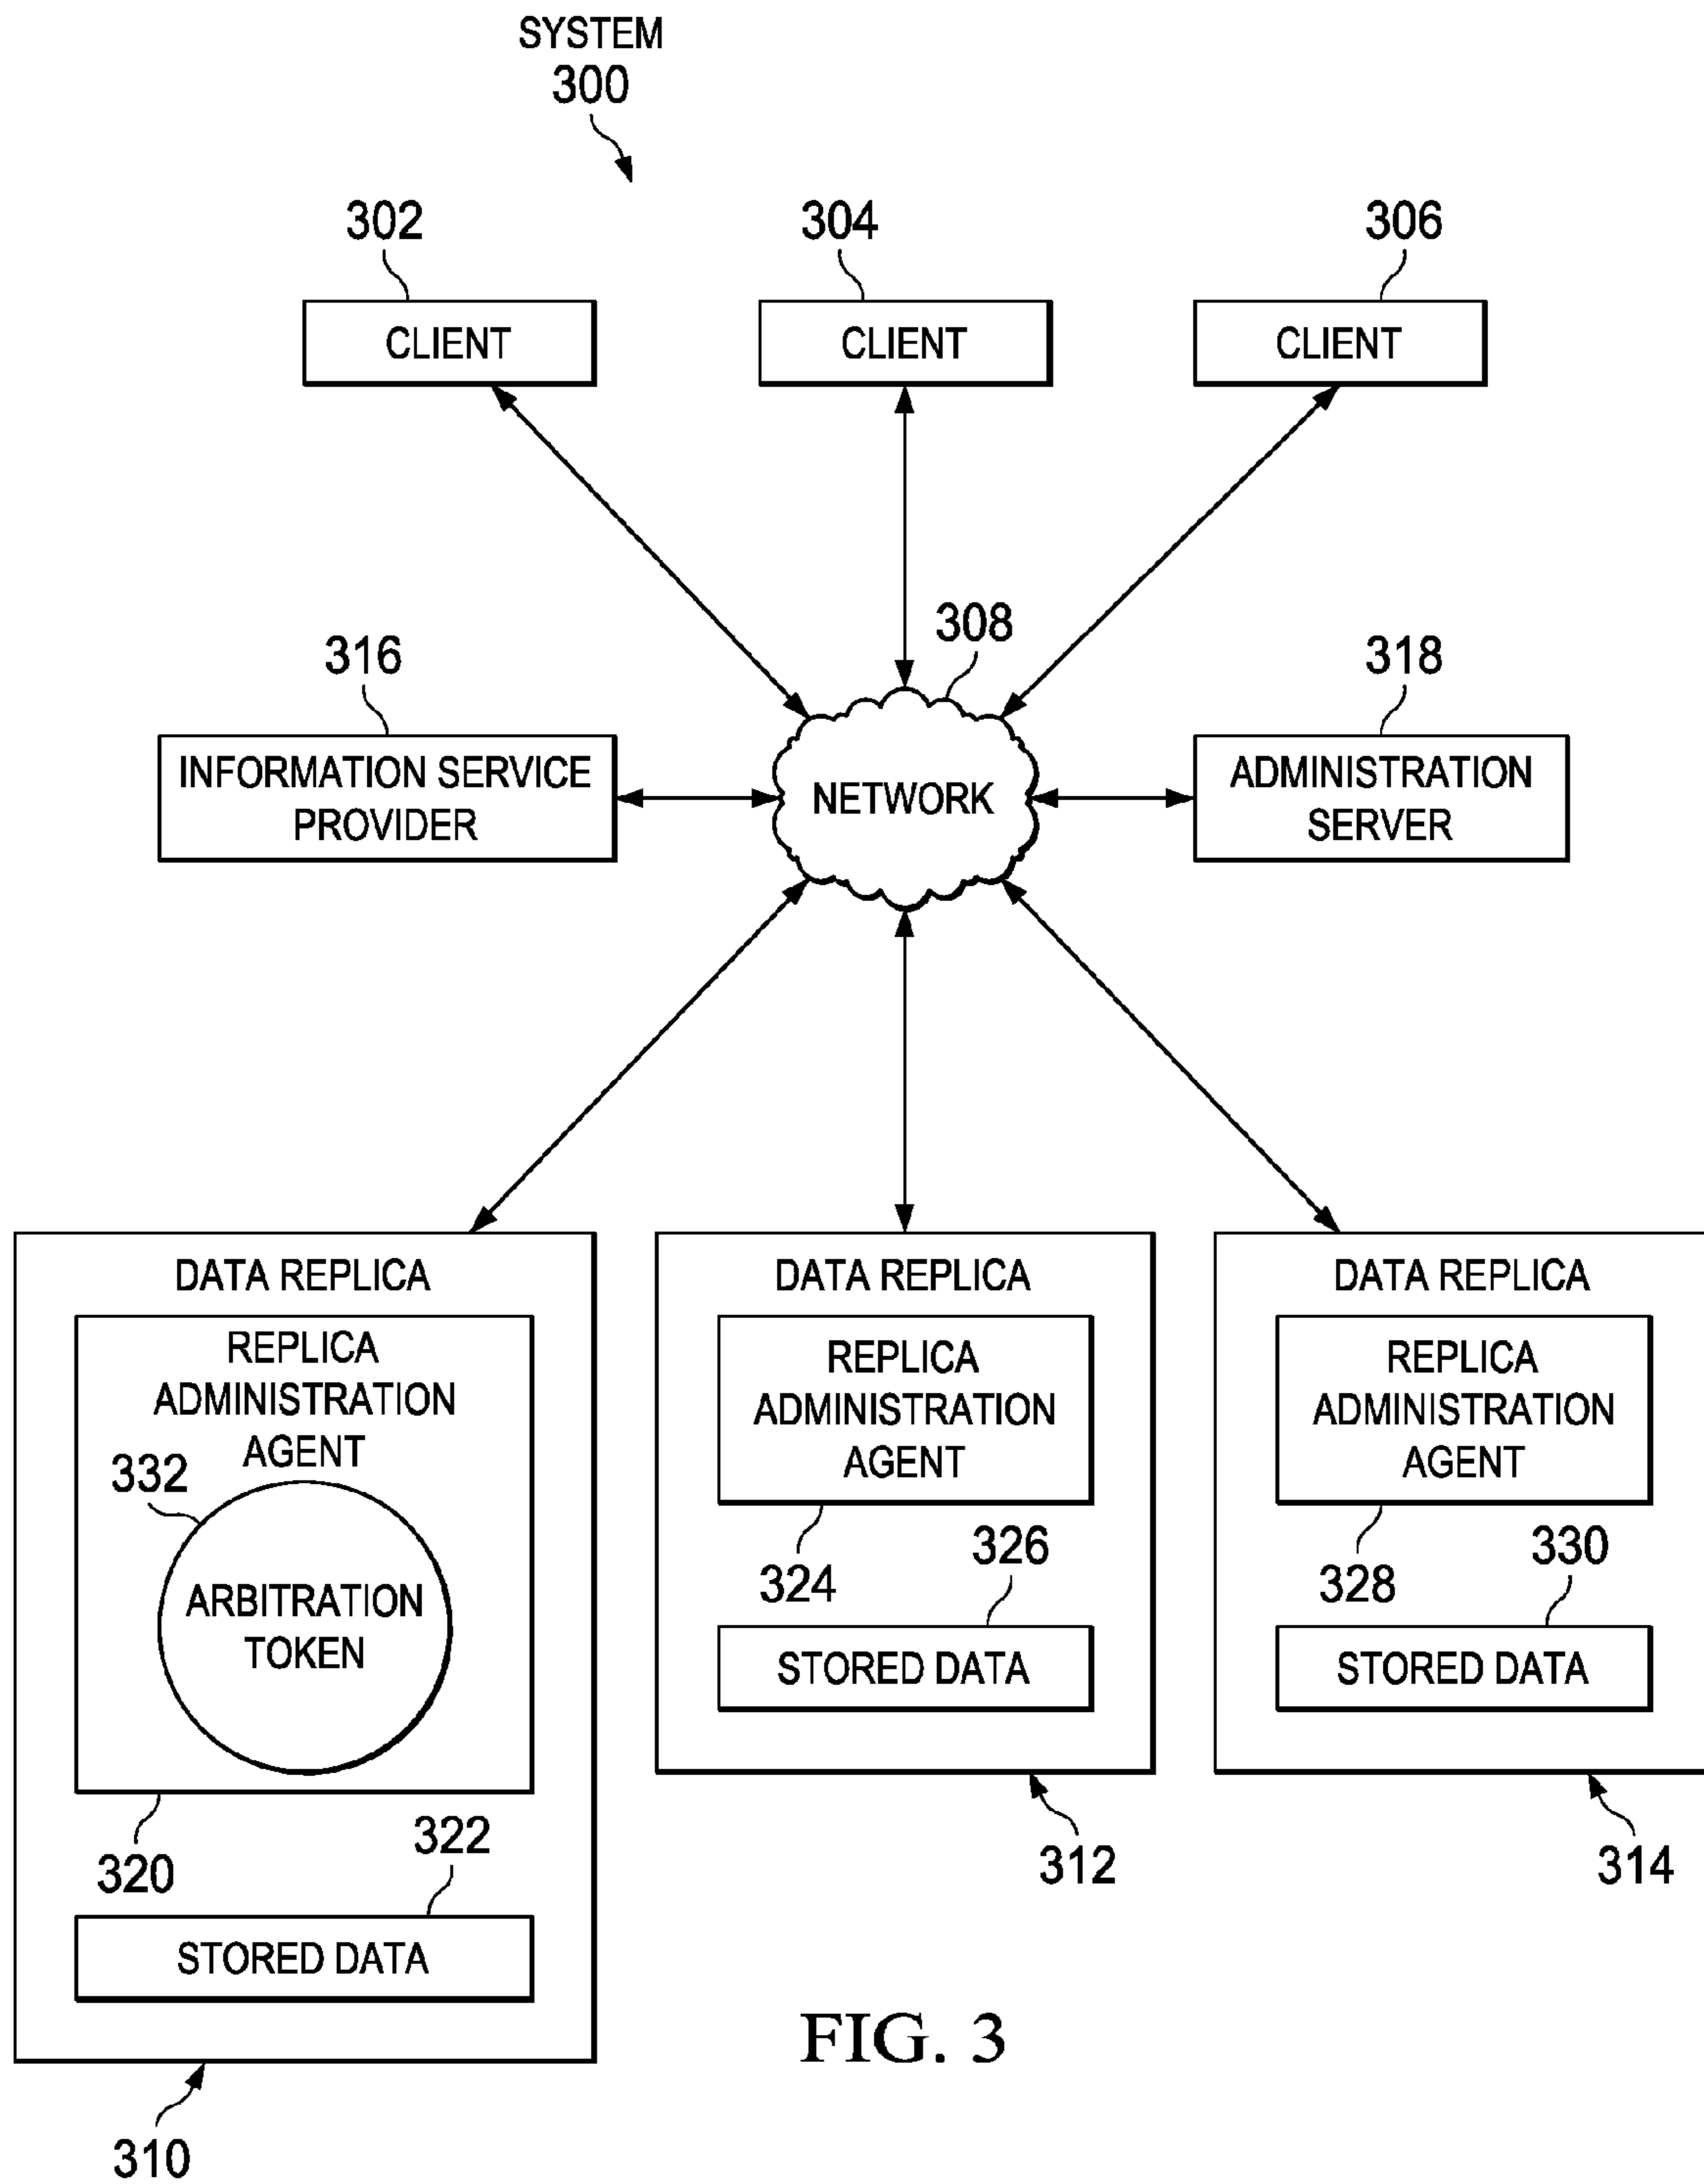 SYSTEM
300
302
304
306
CLIENT
CLIENT
CLIENT
308
316
318
INFORMATION SERVICE
PROVIDER
NETWORK
ADMINISTRATION
SERVER
DATA REPLICA
REPLICA
ADMINISTRATION
AGENT
332
ARBITRATION
TOKEN
320
322
STORED DATA
310
DATA REPLICA
REPLICA
ADMINISTRATION
AGENT
324
326
STORED DATA
312
DATA REPLICA
REPLICA
ADMINISTRATION
AGENT
328
330
STORED DATA
314
FIG. 3